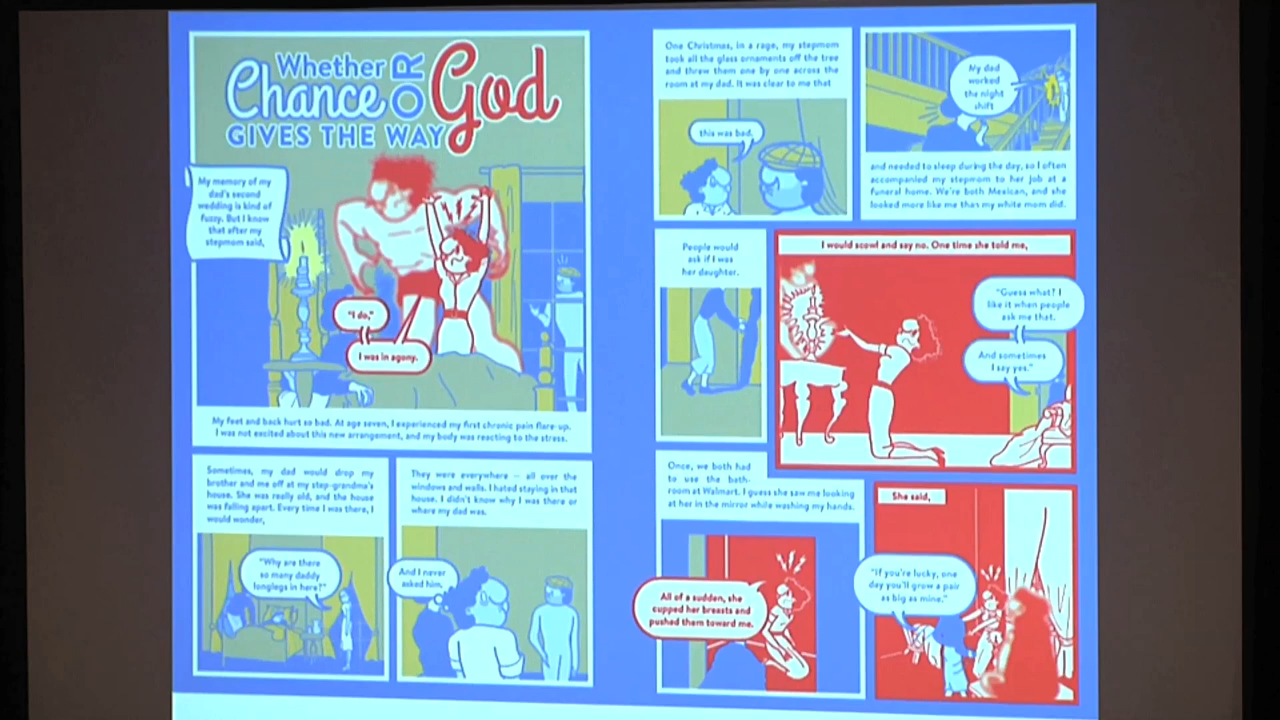 Whether
Chance OR God
GIVES THE WAY
My memory of my
dad's second
wedding is kind of
fuzzy. But I know
that after my
stepmom said,
"I do,"
I was in agony.
My feet and back hurt so bad. At age seven, I experienced my first chronic pain flare-up.
I was not excited about this new arrangement, and my body was reacting to the stress.
Sometimes, my dad would drop my
brother and me off at my step-grandma's
house. She was really old, and the house
was falling apart. Every time I was there, I
would wonder,
"Why are there
so many daddy
longlegs in here?"
They were everywhere – all over the
windows and walls. I hated staying in that
house. I didn't know why I was there or
where my dad was.
And I never
asked him.
One Christmas, in a rage, my stepmom
took all the glass ornaments off the tree
and threw them one by one across the
room at my dad. It was clear to me that
this was bad.
My dad
worked
the night
shift
and needed to sleep during the day, so I often
accompanied my stepmom to her job at a
funeral home. We're both Mexican, and she
looked more like me than my white mom did.
People would
ask if I was
her daughter.
I would scowl and say no. One time she told me,
"Guess what? I
like it when people
ask me that.
And sometimes
I say yes."
Once, we both had
to use the bath-
room at Walmart. I guess she saw me looking
at her in the mirror while washing my hands.
All of a sudden, she
cupped her breasts and
pushed them toward me.
She said,
"If you're lucky, one
day you'll grow a pair
as big as mine."